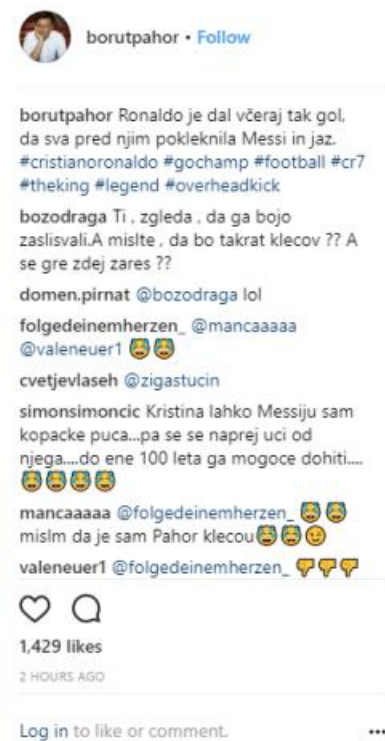 borutpahor • Follow
borutpahor Ronaldo je dal včeraj tak gol,
da sva pred njim pokleknila Messi in jaz.
#cristianoronaldo #gochamp #football #cr7
#theking #legend #overheadkick
bozodraga Ti , zgleda , da ga bojo
zaslisvali.A mislte , da bo takrat klecov ?? A
se gre zdej zares ??
domen.pirnat @bozodraga lol
folgedeinemherzen_ @mancaaaaa
@valeneuer1 😂😂
cvetjevlaseh @zigastucin
simonsimoncic Kristina lahko Messiju sam
kopacke puca...pa se se naprej uci od
njega....do ene 100 leta ga mogoce dohiti....
😂😂😂😂
mancaaaaa @folgedeinemherzen_ 😂😂
mislm da je sam Pahor klecou😂😂😉
valeneuer1 @folgedeinemherzen_ 👎👎👎
1,429 likes
2 HOURS AGO
Log in to like or comment.